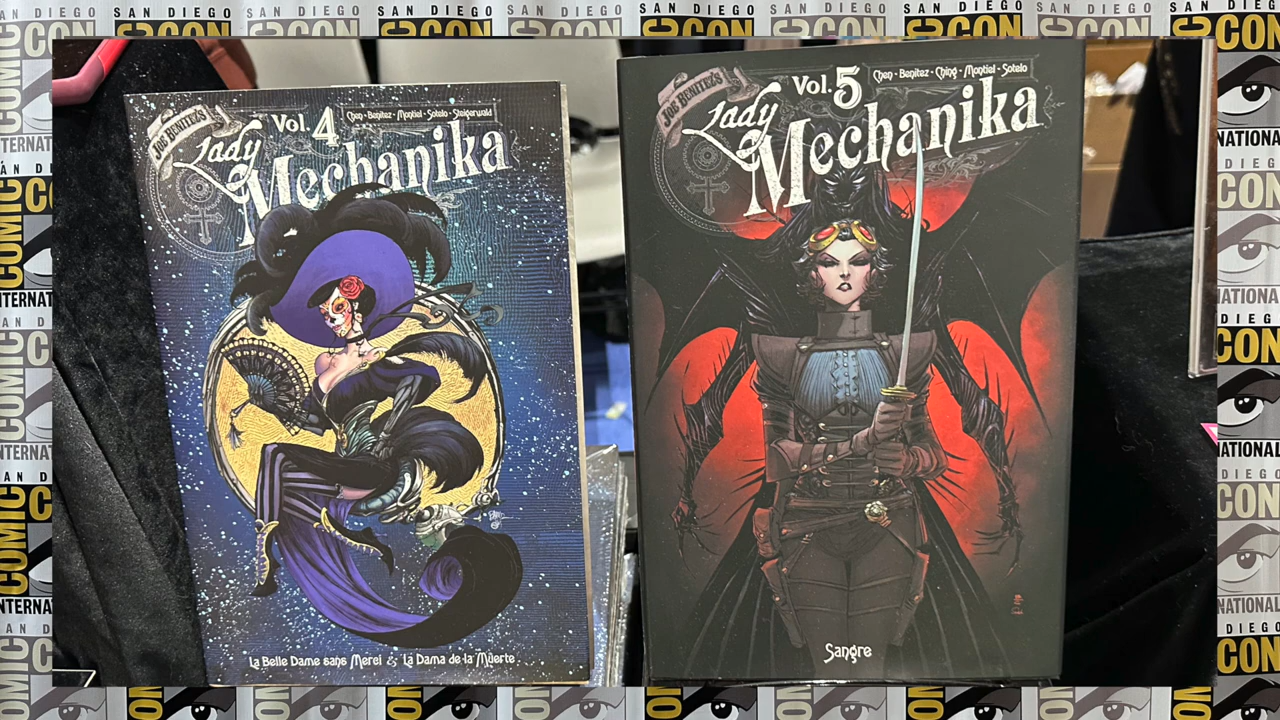 SAN DIEGO
COMIC CON
INTERNATIONAL
JOE BENITEZ'S
Vol. 4
Chen • Benitez • Montiel • Sotelo • Steigerwald
Lady
Mechanika
La Belle Dame sans Merci & La Dama de la Muerte
JOE BENITEZ'S
Vol. 5
Chen • Benitez • Ching • Montiel • Sotelo
Lady
Mechanika
Sangre